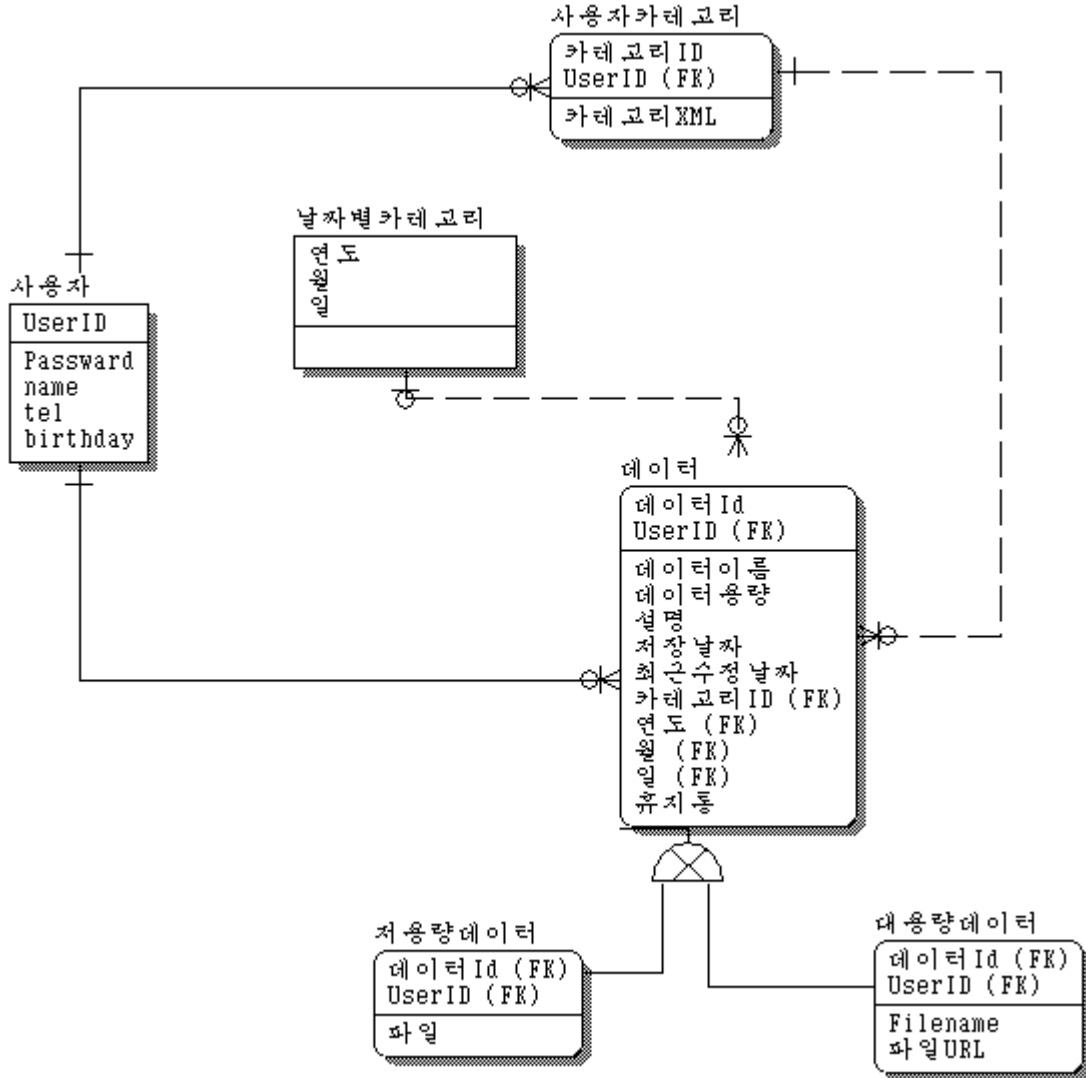 사용자카테고리
카테고리ID
UserID (FK)
카테고리XML
날짜별카테고리
연도
월
일
사용자
UserID
Passward
name
tel
birthday
데이터
데이터Id
UserID (FK)
데이터이름
데이터용량
설명
저장날짜
최근수정날짜
카테고리ID (FK)
연도 (FK)
월 (FK)
일 (FK)
휴지통
저용량데이터
데이터Id (FK)
UserID (FK)
파일
대용량데이터
데이터Id (FK)
UserID (FK)
Filename
파일URL